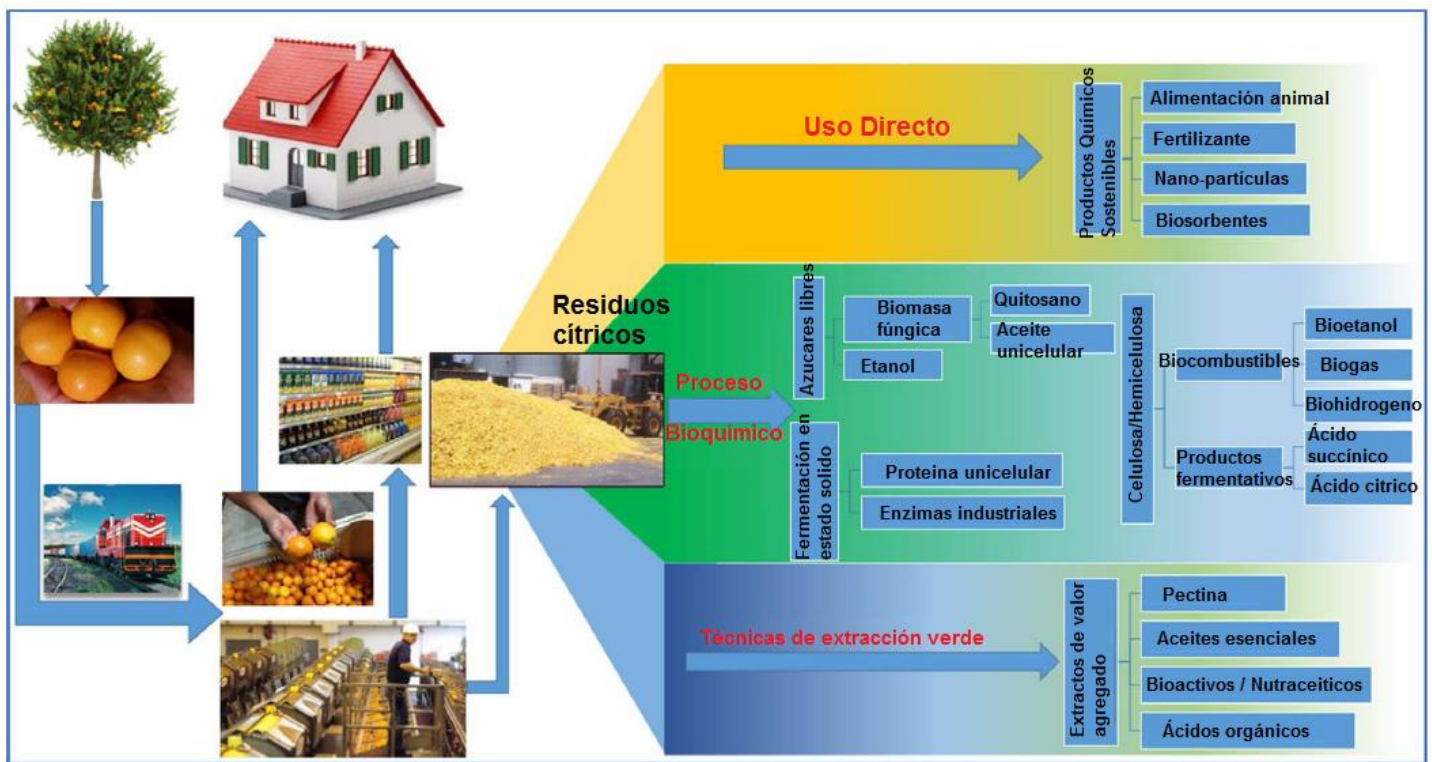 Uso Directo
Productos Químicos
Sostenibles
Alimentación animal
Fertilizante
Nano-partículas
Biosorbentes
Residuos
cítricos
Proceso
Bioquímico
Azucares libres
Biomasa
fúngica
Etanol
Quitosano
Aceite
unicelular
Fermentación en
estado solido
Proteina unicelular
Enzimas industriales
Celulosa/Hemicelulosa
Biocombustibles
Bioetanol
Biogas
Biohidrogeno
Productos
fermentativos
Ácido
succínico
Ácido citrico
Técnicas de extracción verde
Extractos de valor
agregado
Pectina
Aceites esenciales
Bioactivos / Nutraceiticos
Ácidos orgánicos